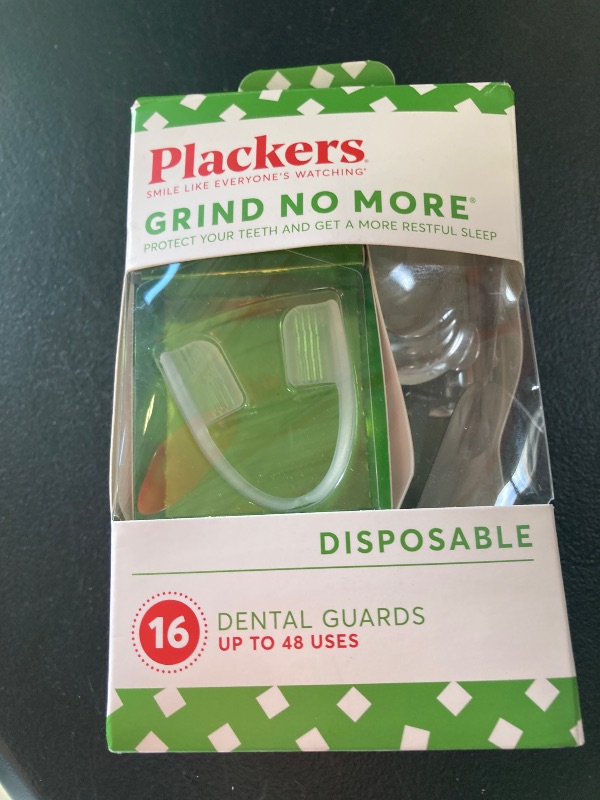 Plackers®
SMILE LIKE EVERYONE'S WATCHING™
GRIND NO MORE®
PROTECT YOUR TEETH AND GET A MORE RESTFUL SLEEP
DISPOSABLE
16
DENTAL GUARDS
UP TO 48 USES